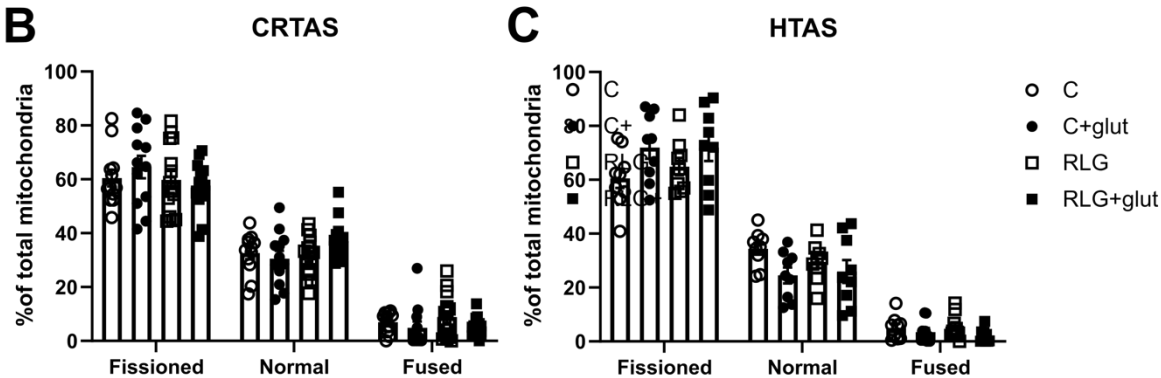 B
CRTAS
%of total mitochondria
100
80
60
40
20
0
Fissioned
Normal
Fused
C
HTAS
%of total mitochondria
100
80
60
40
20
0
C
C+
RLG
Fissioned
Normal
Fused
C
C+glut
RLG
RLG+glut